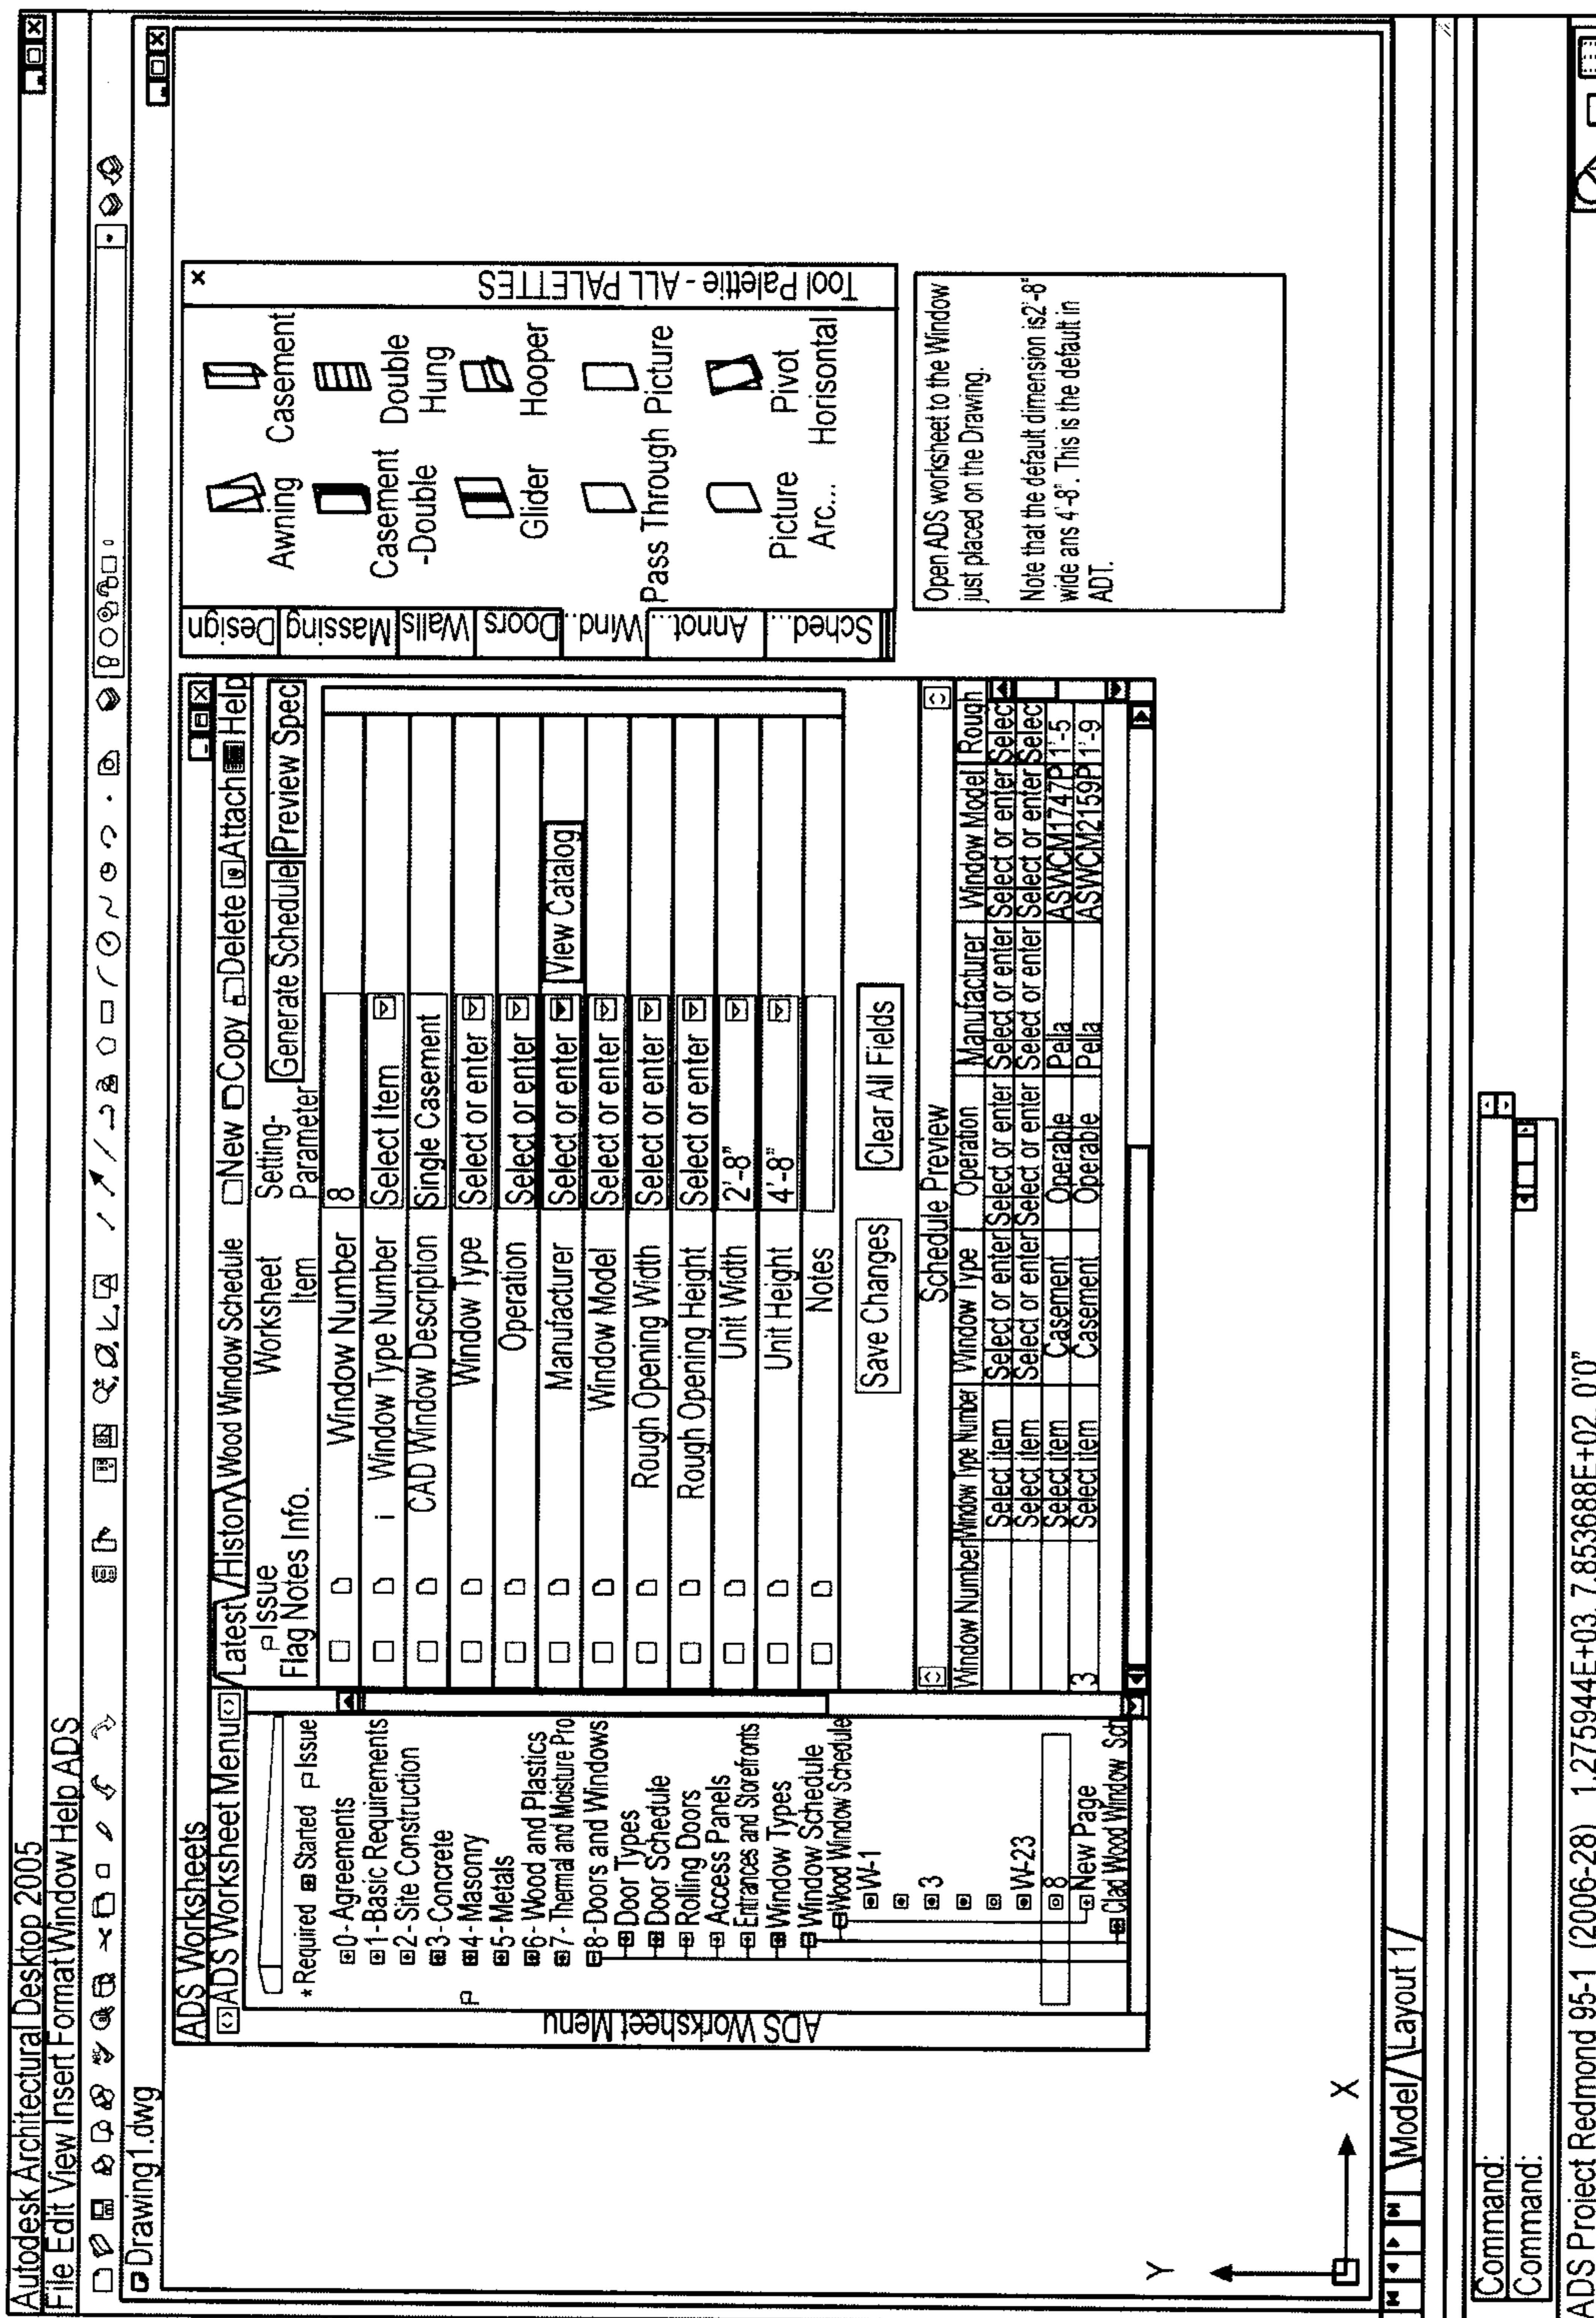 Autodesk Architectural Desktop 2005
File Edit View Insert Format Window Help ADS
Drawing1.dwg
ADS Worksheets
ADS Worksheet Menu
ADS Worksheet Menu
* Required Started Issue
0 - Agreements
1 - Basic Requirements
2 - Site Construction
3 - Concrete
4 - Masonry
5 - Metals
6 - Wood and Plastics
7 - Themal and Moisture Pro
8 - Doors and Windows
Door Types
Door Schedule
Rolling Doors
Access Panels
Entrances and Storefronts
Window Types
Window Schedule
Wood Window Schedule
W-1
3
W-23
8
New Page
Clad Wood Window Sch
Latest History Wood Window Schedule New Copy Delete Attach Help
Issue Worksheet Setting- Generate Schedule Preview Spec
Flag Notes Info. Item Parameter
Window Number 8
i Window Type Number Select Item
CAD Window Description Single Casement
Window Type Select or enter
Operation Select or enter
Manufacturer Select or enter View Catalog
Window Model Select or enter
Rough Opening Width Select or enter
Rough Opening Height Select or enter
Unit Width 2'-8"
Unit Height 4'-8"
Notes
Save Changes Clear All Fields
Schedule Preview
Window Number Window Type Number Window Type Operation Manufacturer Window Model Rough
Select item Select or enter Select or enter Select or enter Select or enter Select
Select item Select or enter Select or enter Select or enter Select or enter Select
Select item Casement Operable Pela ASWCM1747P 1'-5
3 Select item Casement Operable Pela ASWCM2159P 1'-9
Design
Massing
Walls
Doors
Wind...
Annot...
Sched...
Tool Palettie - ALL PALETTES
Awning Casement
Casement Double
-Double Hung
Glider Hooper
Pass Through Picture
Picture Pivot
Arc... Horisontal
Open ADS worksheet to the Window
just placed on the Drawing.
Note that the default dimension is2'-8"
wide ans 4'-8". This is the default in
ADT.
Y
X
Model Layout 1
Command:
Command:
ADS Project Redmond 95-1 (2006-28) 1.275944E+03, 7.853688E+02, 0'0"